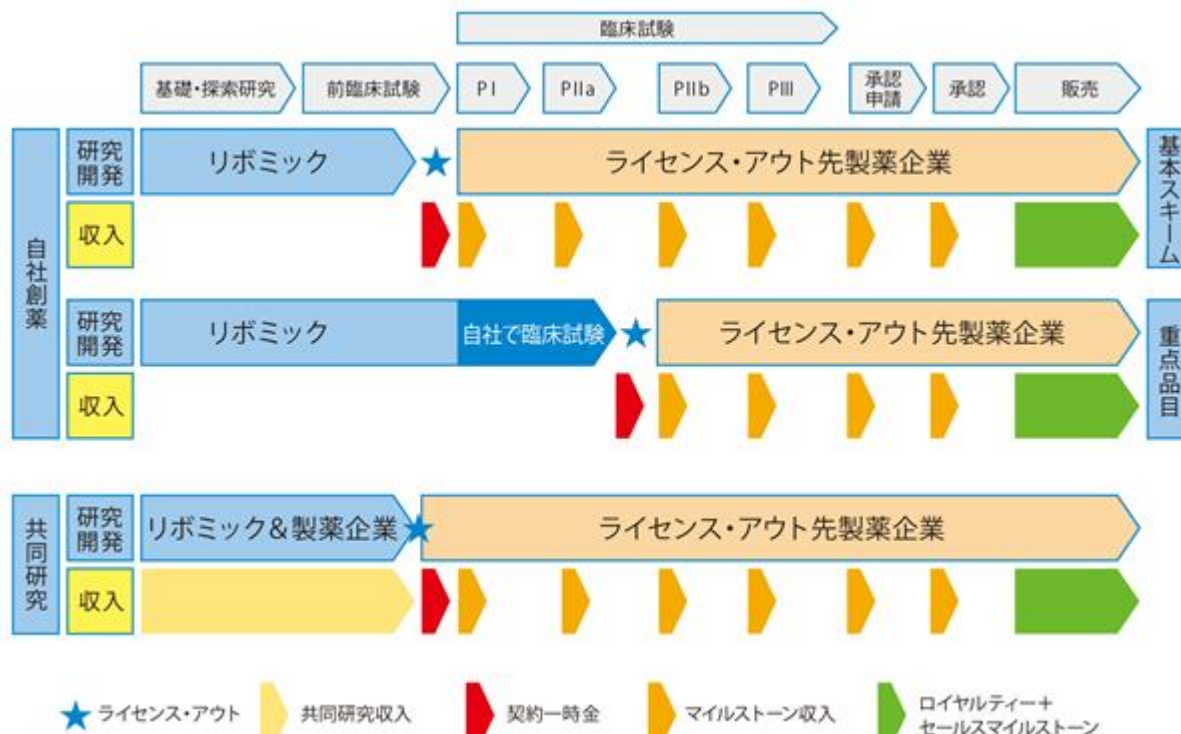 臨床試験
基礎・探索研究
前臨床試験
PⅠ
PⅡa
PⅡb
PⅢ
承認
申請
承認
販売
自社創薬
研究
開発
リボミック
ライセンス・アウト先製薬企業
基本スキーム
収入
研究
開発
リボミック
自社で臨床試験
ライセンス・アウト先製薬企業
重点品目
収入
共同研究
研究
開発
リボミック&製薬企業
ライセンス・アウト先製薬企業
収入
ライセンス・アウト
共同研究収入
契約一時金
マイルストーン収入
ロイヤルティー+
セールスマイルストーン